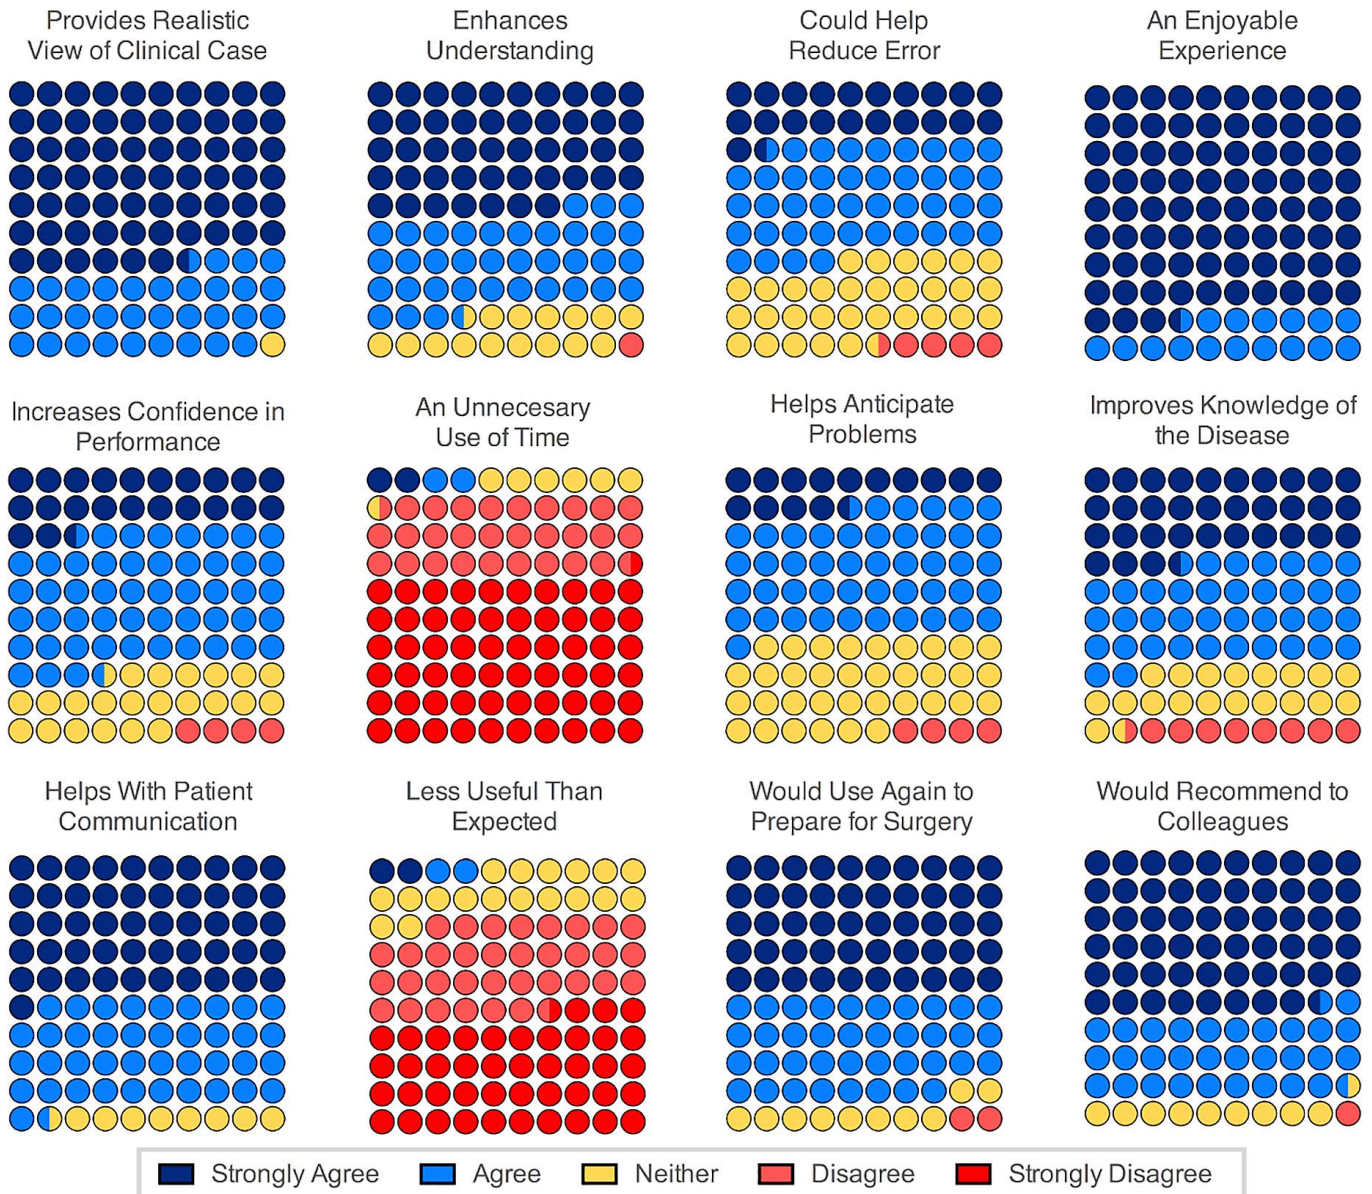 Provides Realistic
View of Clinical Case
Enhances
Understanding
Could Help
Reduce Error
An Enjoyable
Experience
Increases Confidence in
Performance
An Unnecesary
Use of Time
Helps Anticipate
Problems
Improves Knowledge of
the Disease
Helps With Patient
Communication
Less Useful Than
Expected
Would Use Again to
Prepare for Surgery
Would Recommend to
Colleagues
Strongly Agree
Agree
Neither
Disagree
Strongly Disagree